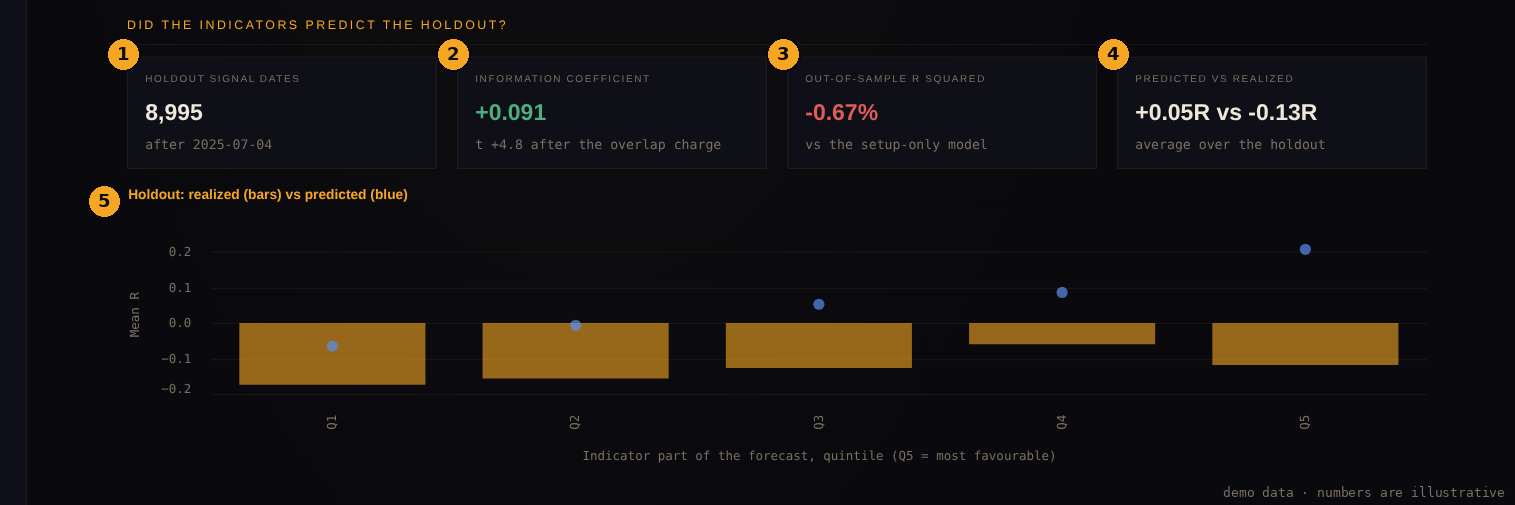 DID THE INDICATORS PREDICT THE HOLDOUT?
1
HOLDOUT SIGNAL DATES
8,995
after 2025-07-04
2
INFORMATION COEFFICIENT
+0.091
t +4.8 after the overlap charge
3
OUT-OF-SAMPLE R SQUARED
-0.67%
vs the setup-only model
4
PREDICTED VS REALIZED
+0.05R vs -0.13R
average over the holdout
5
Holdout: realized (bars) vs predicted (blue)
Mean R
0.2
0.1
0.0
−0.1
−0.2
Q1
Q2
Q3
Q4
Q5
Indicator part of the forecast, quintile (Q5 = most favourable)
demo data · numbers are illustrative